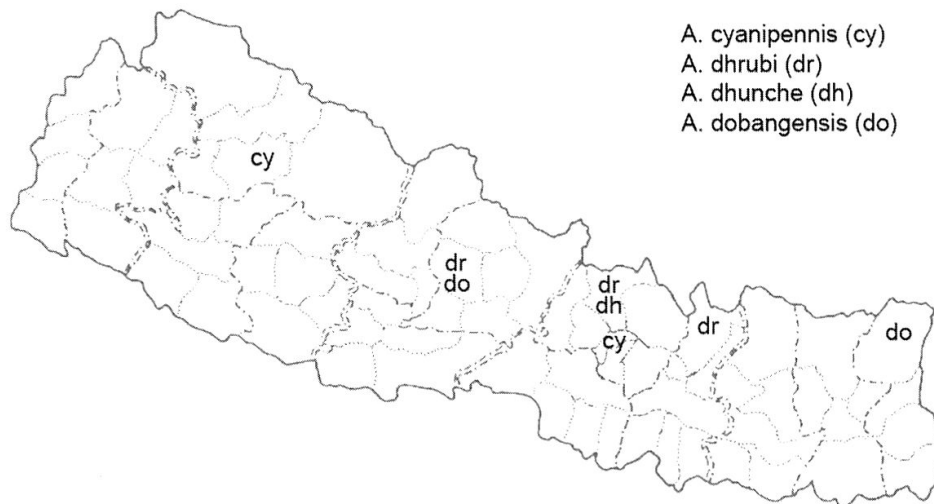 A. cyanipennis (cy)
A. dhrubi (dr)
A. dhunche (dh)
A. dobangensis (do)
cy
dr
do
dr
dh
cy
dr
do